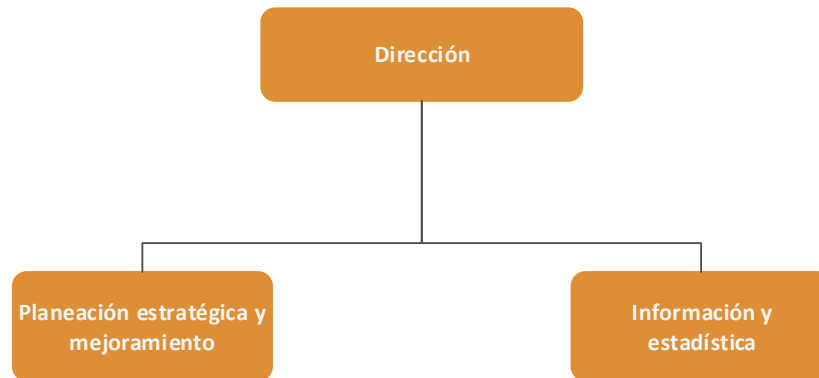 Dirección
Planeación estratégica y
mejoramiento
Información y
estadística